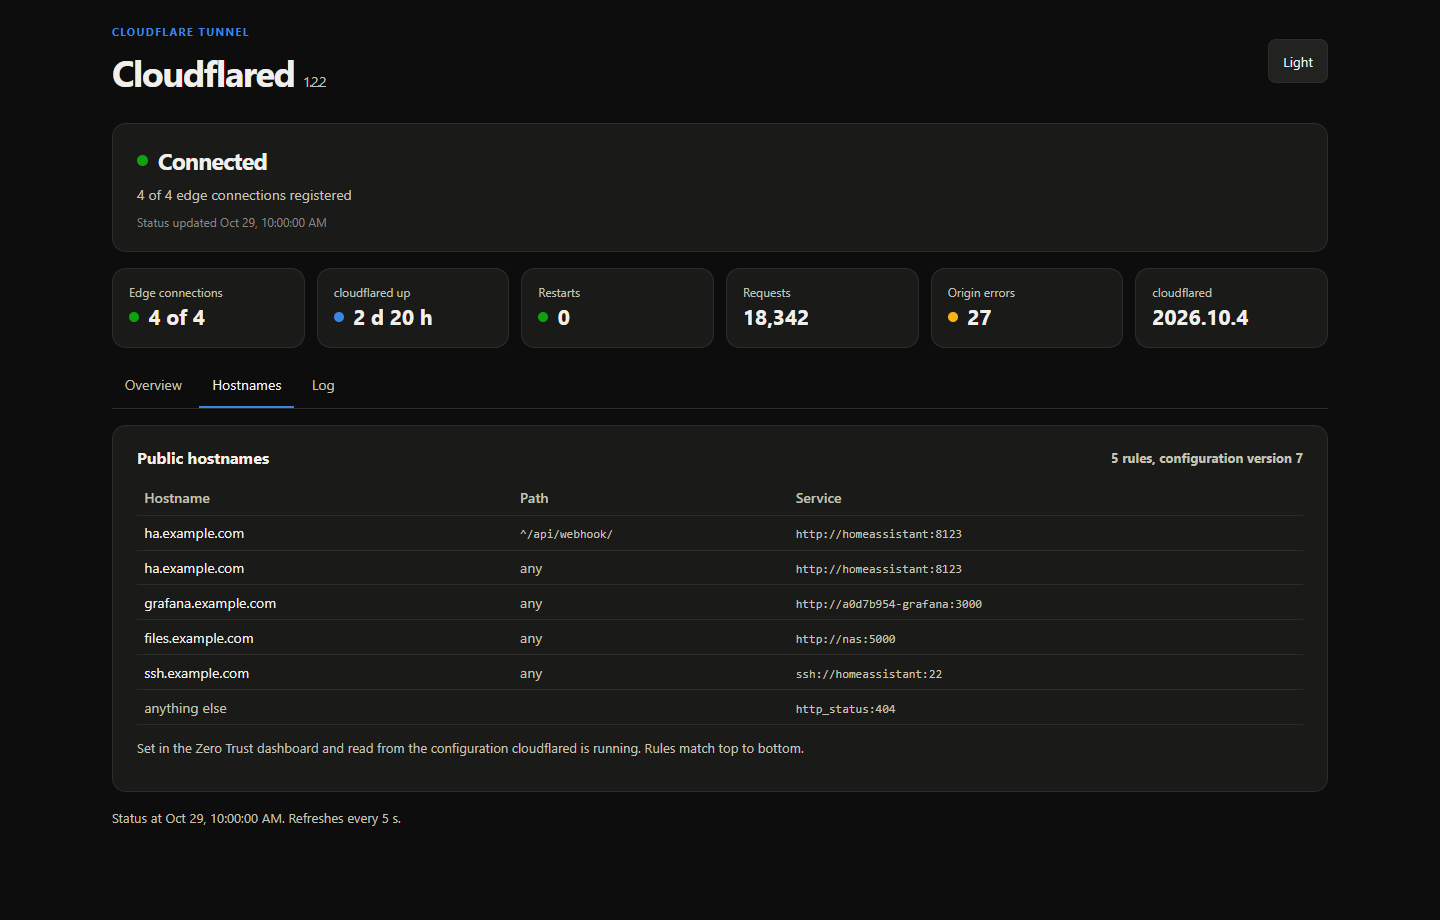 CLOUDFLARE TUNNEL
Cloudflared 1.2.2
Light
Connected
4 of 4 edge connections registered
Status updated Oct 29, 10:00:00 AM
Edge connections
4 of 4
cloudflared up
2 d 20 h
Restarts
0
Requests
18,342
Origin errors
27
cloudflared
2026.10.4
Overview Hostnames Log
Public hostnames 5 rules, configuration version 7
Hostname Path Service
ha.example.com ^/api/webhook/ http://homeassistant:8123
ha.example.com any http://homeassistant:8123
grafana.example.com any http://a0d7b954-grafana:3000
files.example.com any http://nas:5000
ssh.example.com any ssh://homeassistant:22
anything else http_status:404
Set in the Zero Trust dashboard and read from the configuration cloudflared is running. Rules match top to bottom.
Status at Oct 29, 10:00:00 AM. Refreshes every 5 s.